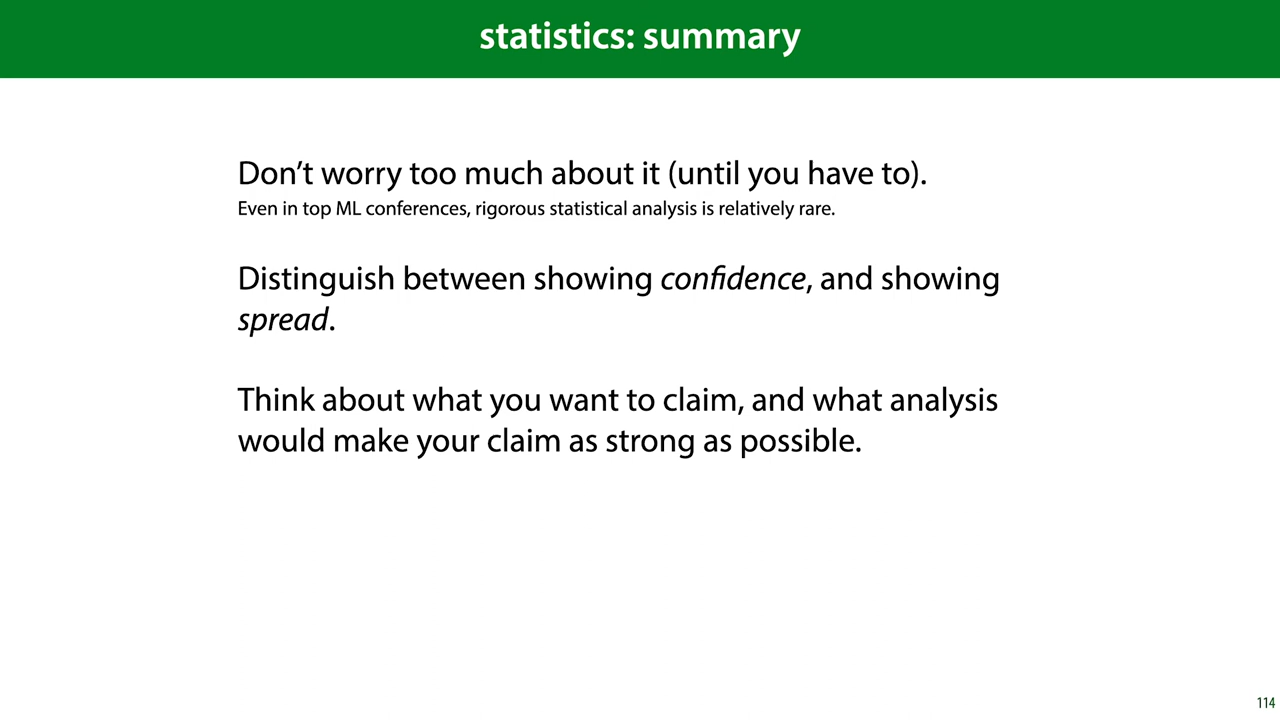 statistics: summary
Don’t worry too much about it (until you have to).
Even in top ML conferences, rigorous statistical analysis is relatively rare.
Distinguish between showing confidence, and showing
spread.
Think about what you want to claim, and what analysis
would make your claim as strong as possible.
114